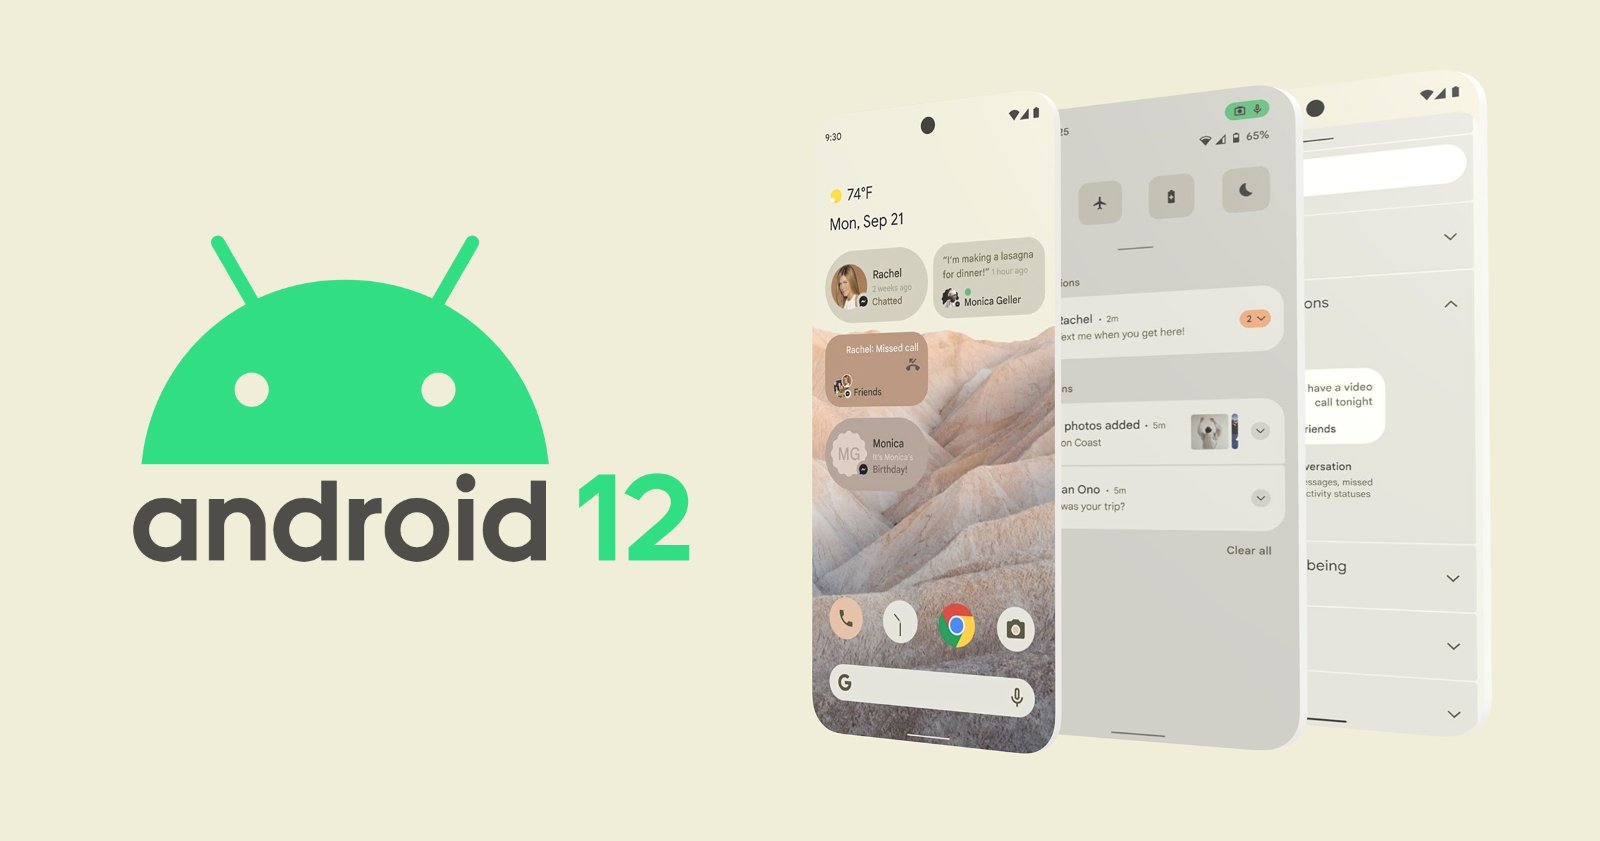 android 12
9:30
74°F
Mon, Sep 21
Rachel
2 weeks ago
Chatted
"I'm making a lasagna
for dinner!" 1 hour ago
Monica Geller
Rachel: Missed call
Friends
MG
Monica
It's Monica's
Birthday!
G
25
65%
ions
Rachel • 2m
2
ext me when you get here!
ns
photos added • 5m
on Coast
an Ono • 5m
was your trip?
Clear all
ons
have a video
call tonight
riends
versation
essages, missed
ctivity statuses
being